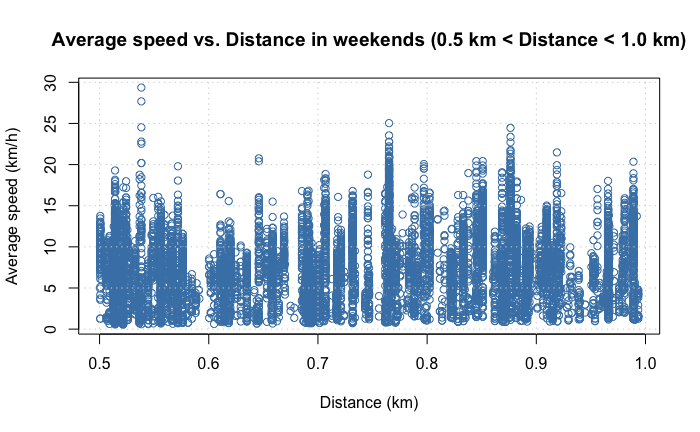 Average speed vs. Distance in weekends (0.5 km < Distance < 1.0 km)
Average speed (km/h)
30
25
20
15
10
5
0
0.5 0.6 0.7 0.8 0.9 1.0
Distance (km)